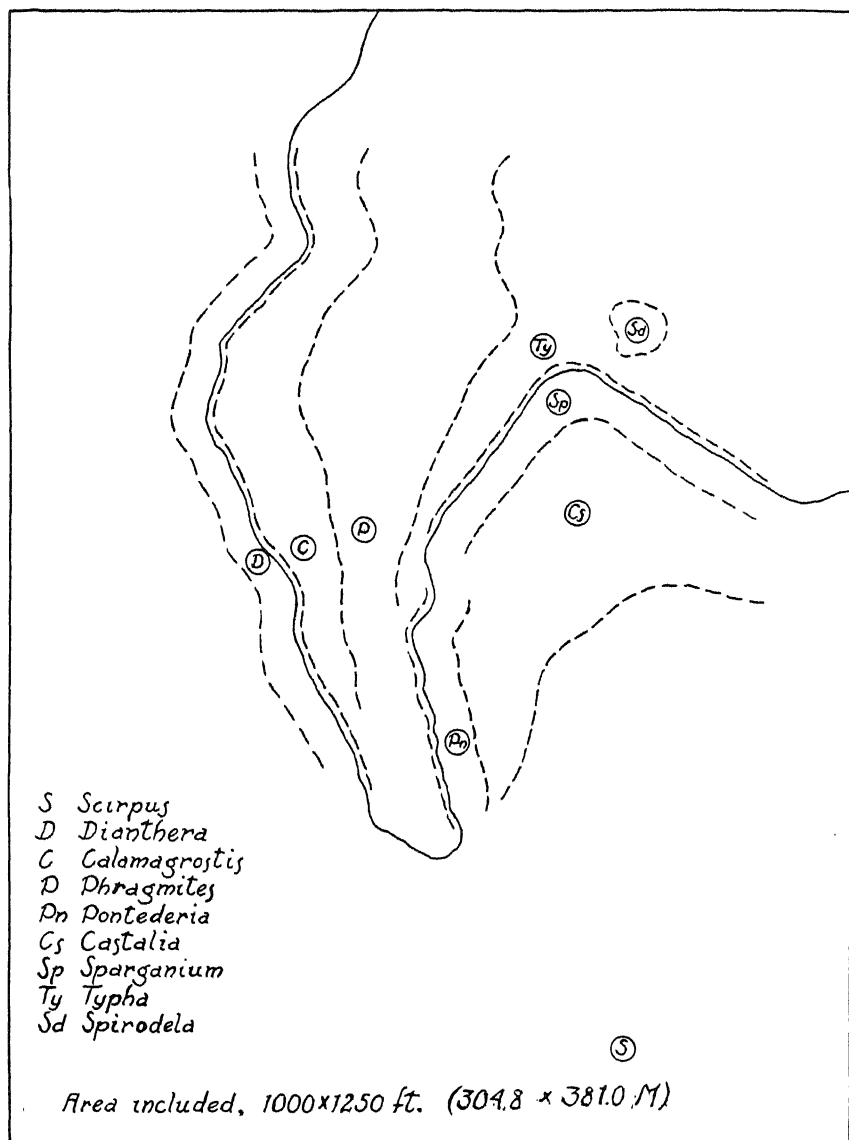 Sd
Ty
Sp
Cs
P
C
D
Pn
S Scirpus
D Dianthera
C Calamagrostis
P Phragmites
Pn Pontederia
Cs Castalia
Sp Sparganium
Ty Typha
Sd Spirodela
S
Area included, 1000×1250 ft. (304.8 × 381.0 M)